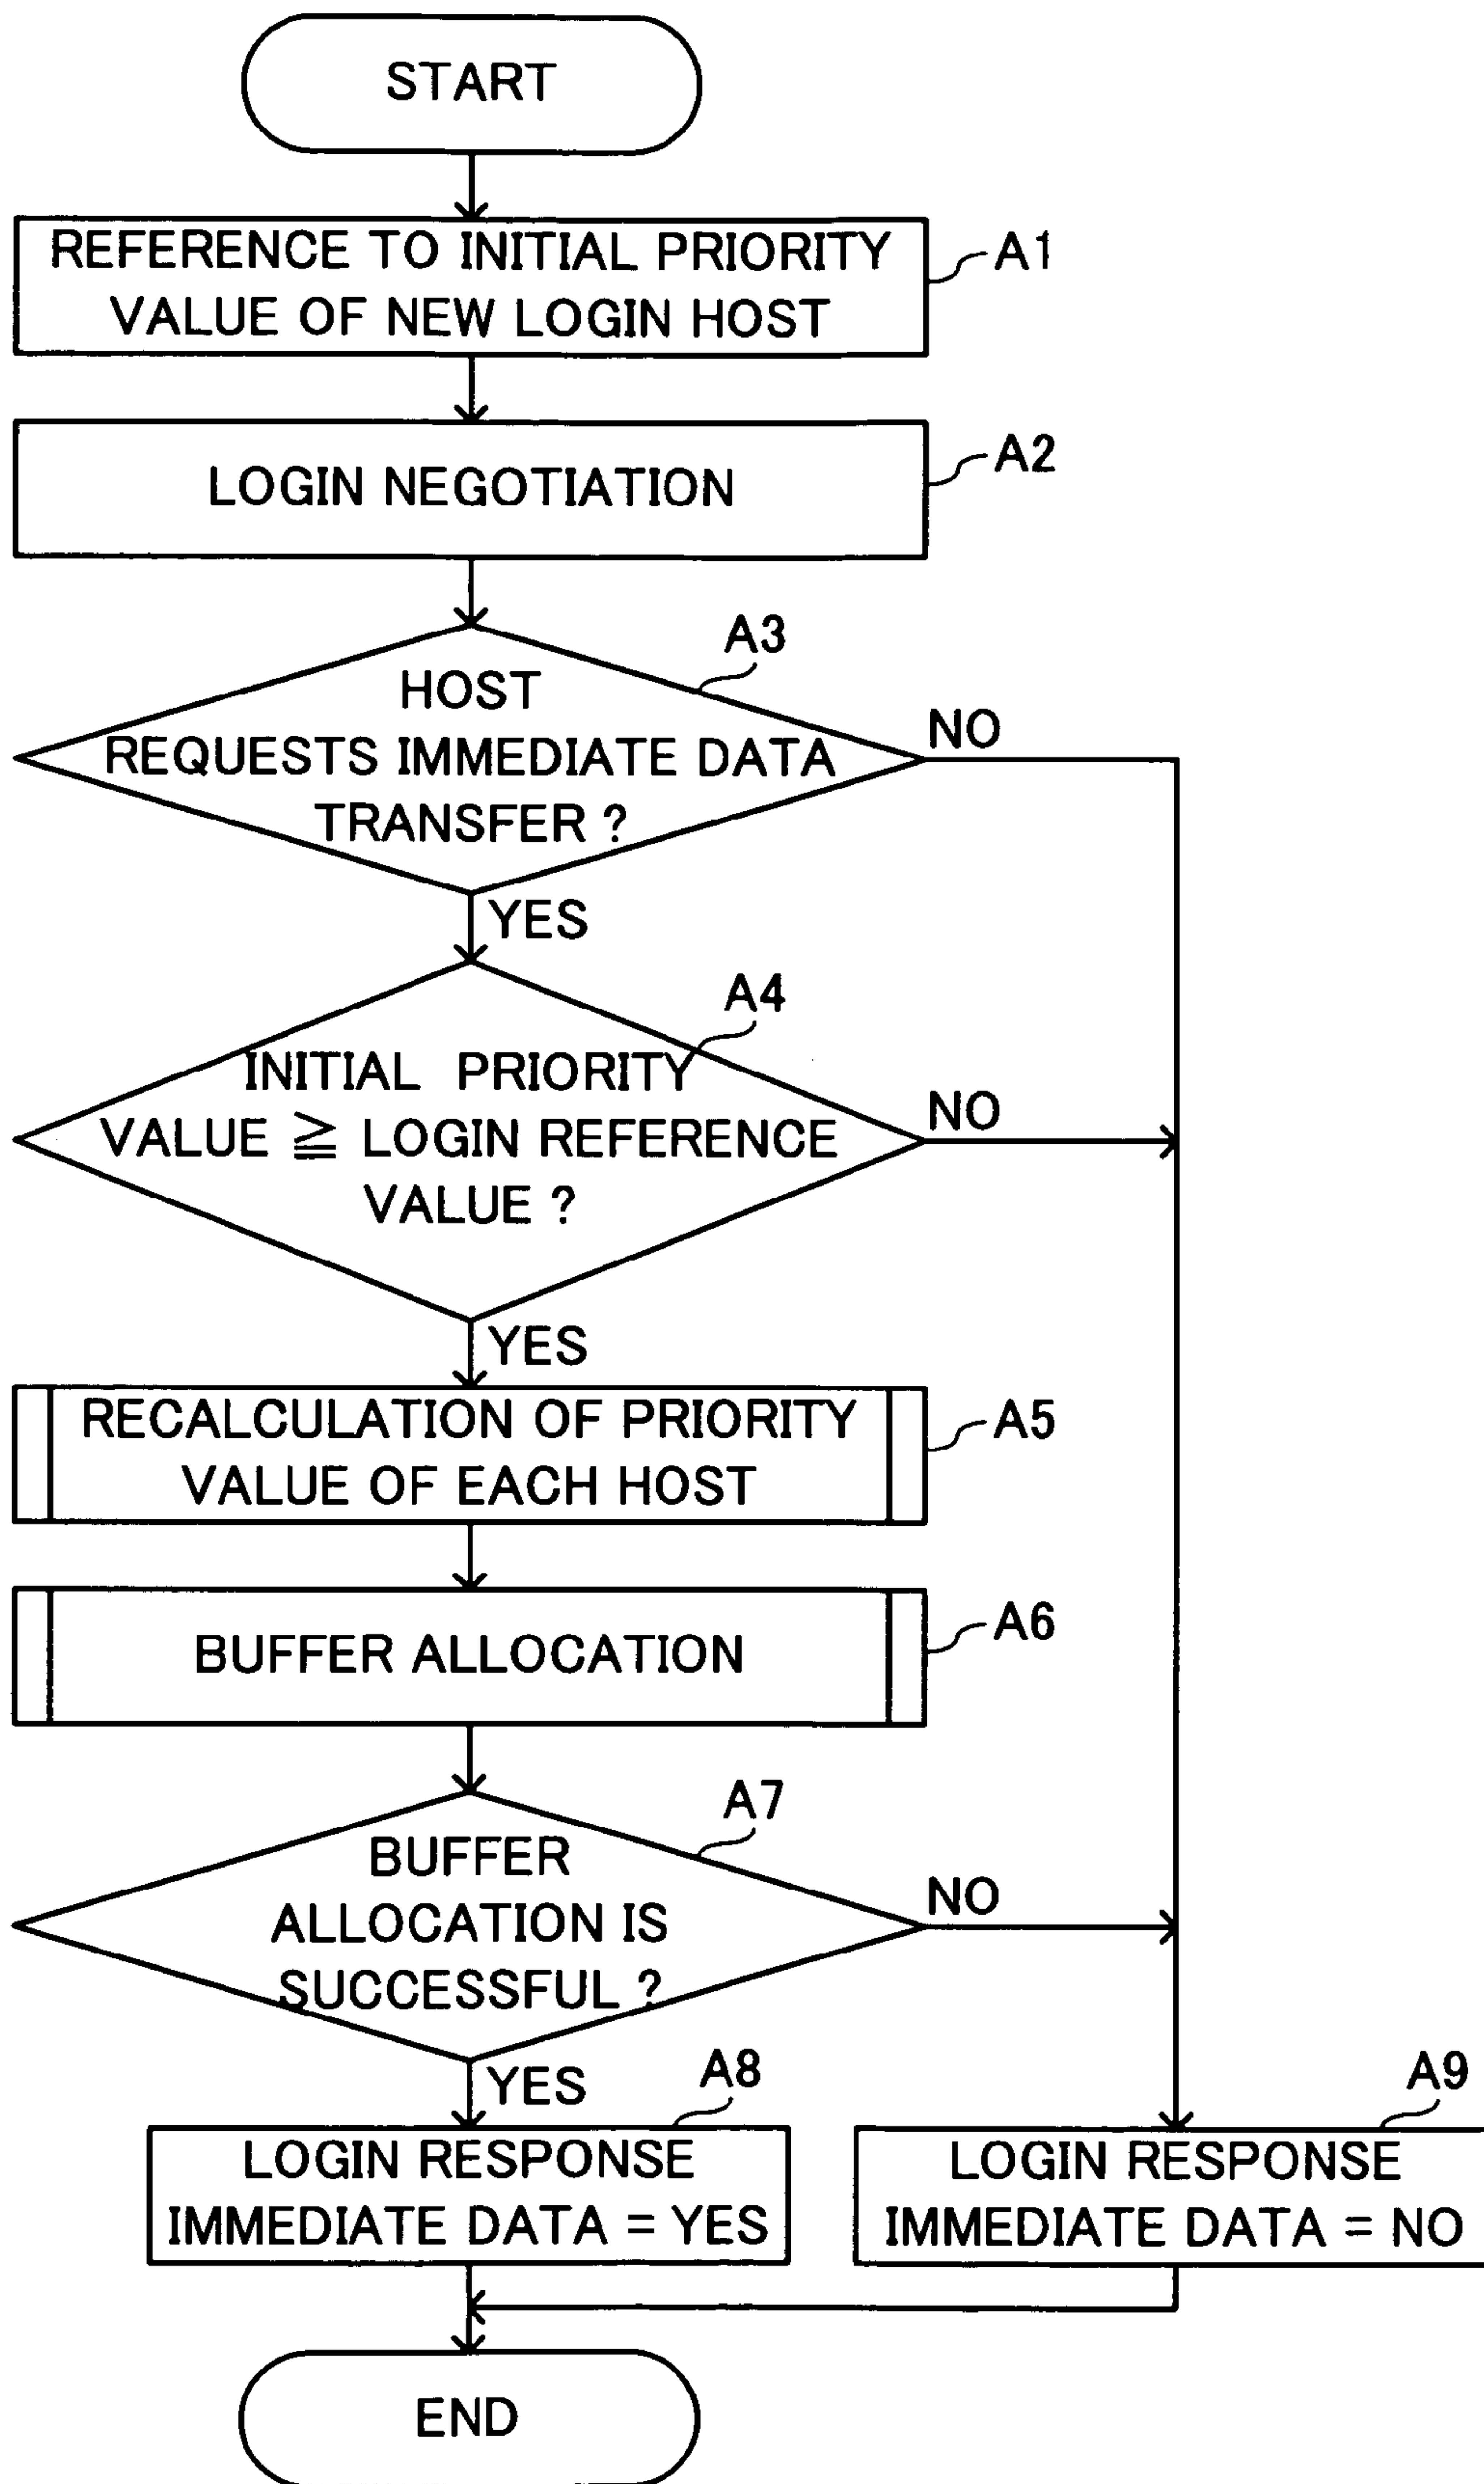 START
REFERENCE TO INITIAL PRIORITY
VALUE OF NEW LOGIN HOST
A1
LOGIN NEGOTIATION
A2
A3
HOST
REQUESTS IMMEDIATE DATA
TRANSFER ?
NO
YES
A4
INITIAL PRIORITY
VALUE ≧ LOGIN REFERENCE
VALUE ?
NO
YES
RECALCULATION OF PRIORITY
VALUE OF EACH HOST
A5
BUFFER ALLOCATION
A6
A7
BUFFER
ALLOCATION IS
SUCCESSFUL ?
NO
YES
A8
LOGIN RESPONSE
IMMEDIATE DATA = YES
A9
LOGIN RESPONSE
IMMEDIATE DATA = NO
END